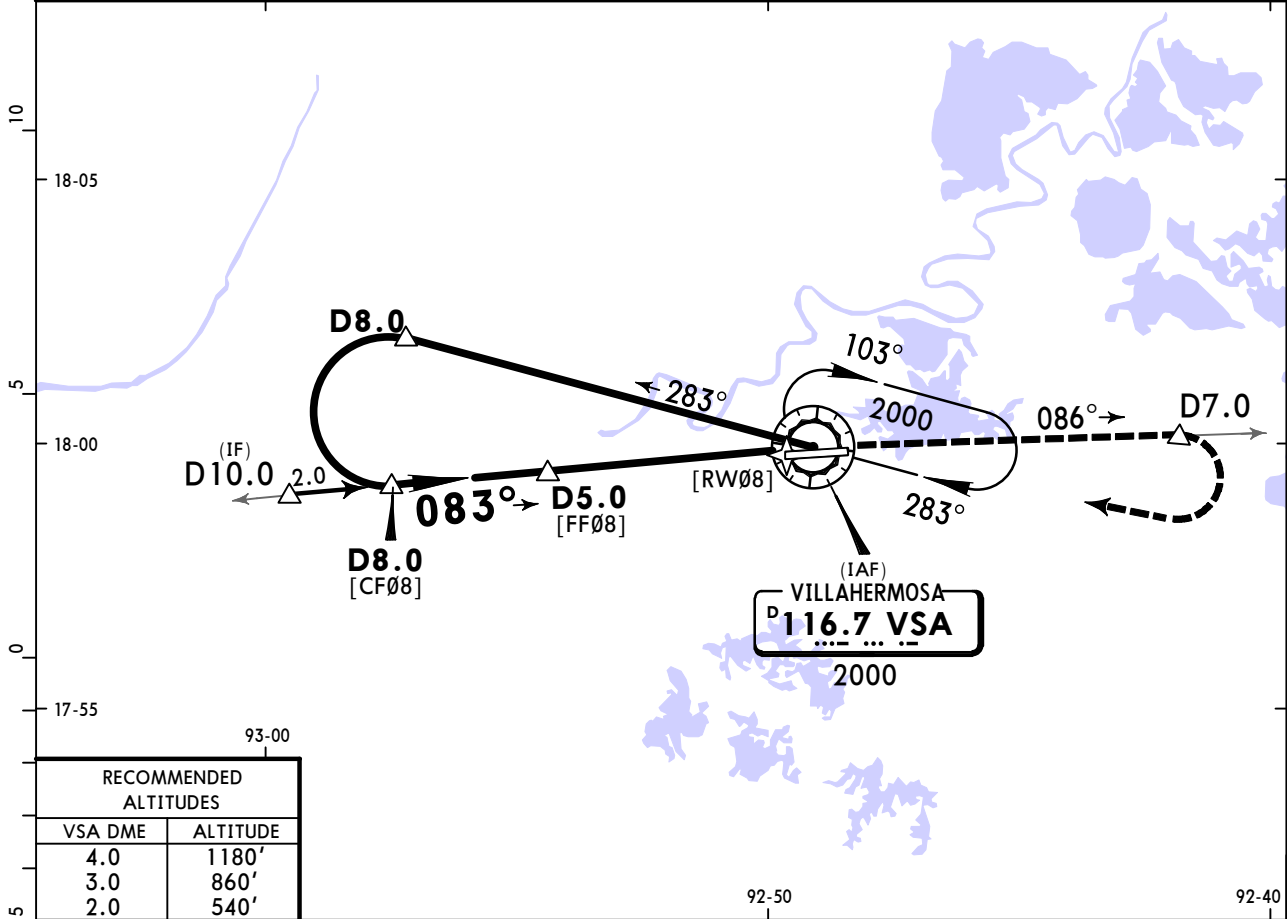 10
18-05
D8.0
103°
283°
2000
086°→
D7.0
5
18-00
(IF)
D10.0
2.0
[RWØ8]
083°→
D5.0
[FFØ8]
283°
D8.0
[CFØ8]
(IAF)
VILLAHERMOSA
D 116.7 VSA
...− ... .−
2000
0
17-55
93-00
RECOMMENDED
ALTITUDES
VSA DME ALTITUDE
4.0 1180'
3.0 860'
2.0 540'
5
92-50
92-40